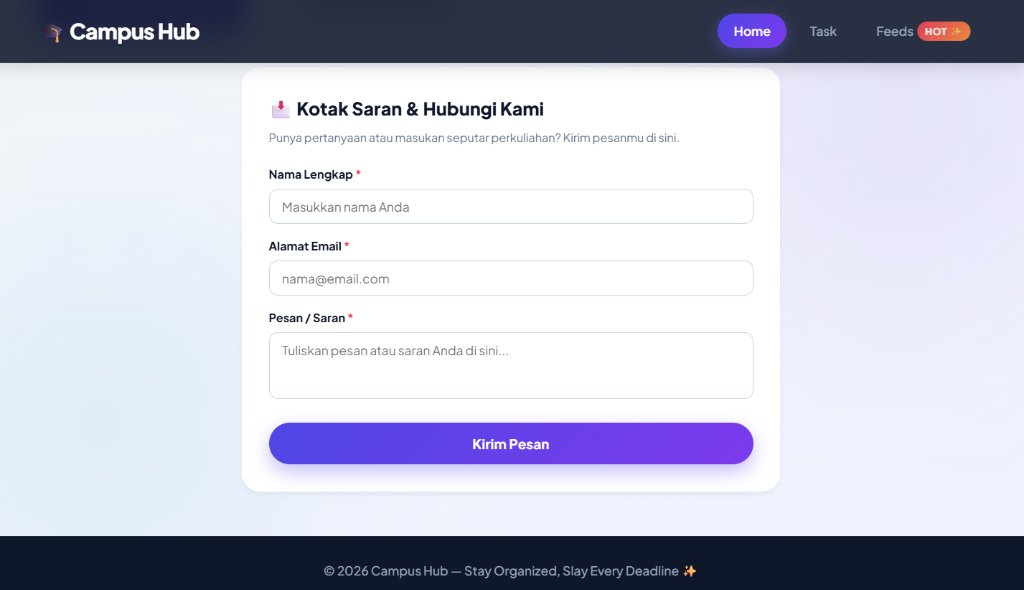 🎓 Campus Hub
Home
Task
Feeds HOT ✨
📩 Kotak Saran & Hubungi Kami
Punya pertanyaan atau masukan seputar perkuliahan? Kirim pesanmu di sini.
Nama Lengkap *
Masukkan nama Anda
Alamat Email *
nama@email.com
Pesan / Saran *
Tuliskan pesan atau saran Anda di sini...
Kirim Pesan
© 2026 Campus Hub — Stay Organized, Slay Every Deadline ✨